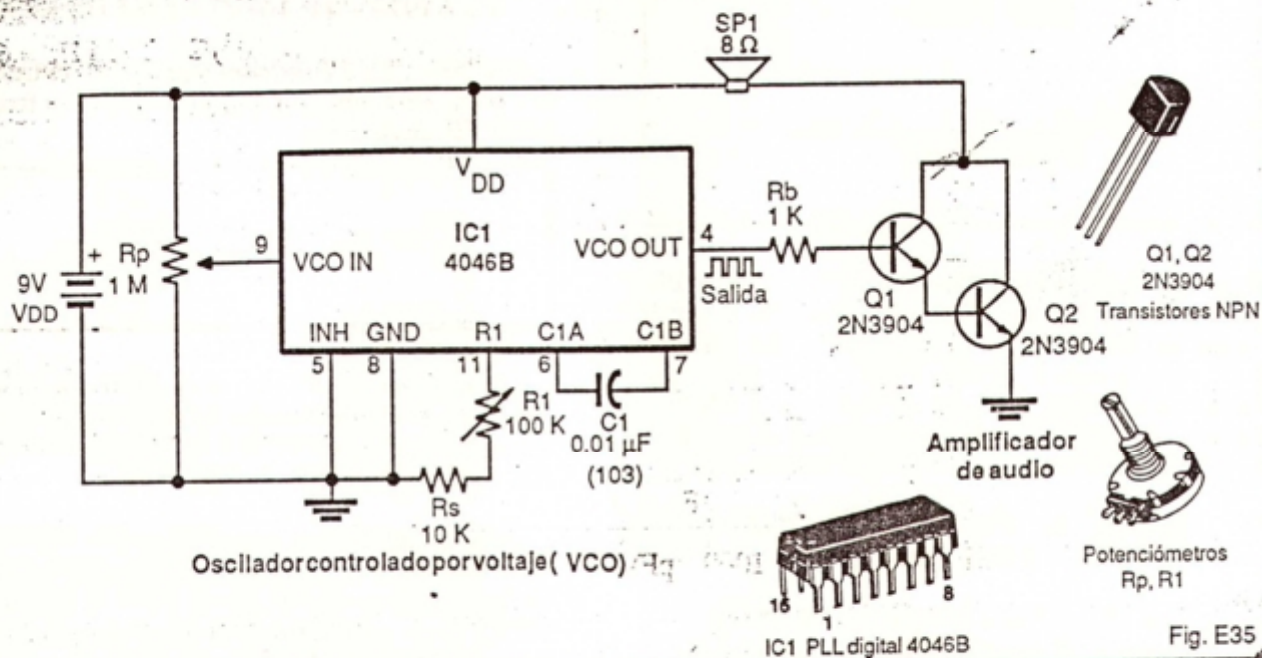 SP1
8 Ω
VDD
Rb
1 K
IC1
4046B
9
VCO IN
VCO OUT
4
Salida
Rp
1 M
+
9V
VDD
Q1
2N3904
Q2
2N3904
Q1, Q2
2N3904
Transistores NPN
INH
GND
R1
C1A
C1B
5
8
11
6
7
R1
100 K
C1
0.01 µF
(103)
Rs
10 K
Amplificador
de audio
Osciladorcontroladoporvoltaje( VCO)
Potenciómetros
Rp, R1
16
1
8
IC1 PLL digital 4046B
Fig. E35